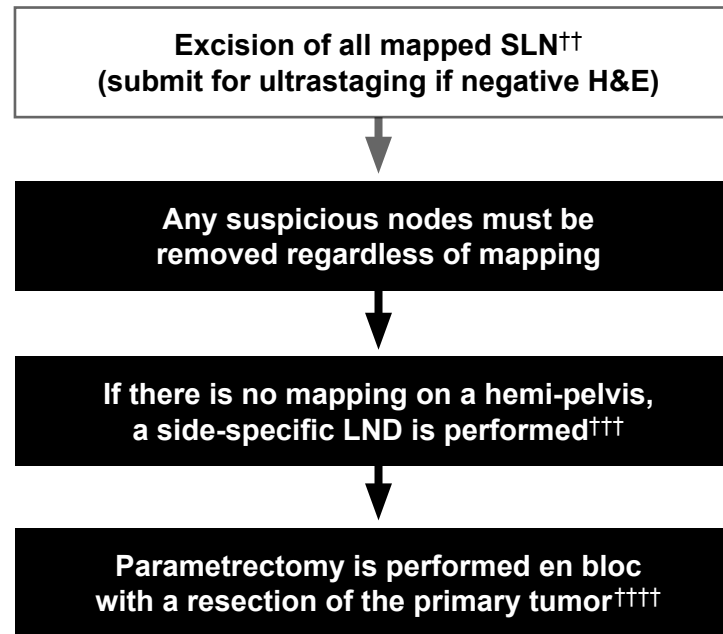 Excision of all mapped SLN††
(submit for ultrastaging if negative H&E)
Any suspicious nodes must be
removed regardless of mapping
If there is no mapping on a hemi-pelvis,
a side-specific LND is performed†††
Parametrectomy is performed en bloc
with a resection of the primary tumor††††